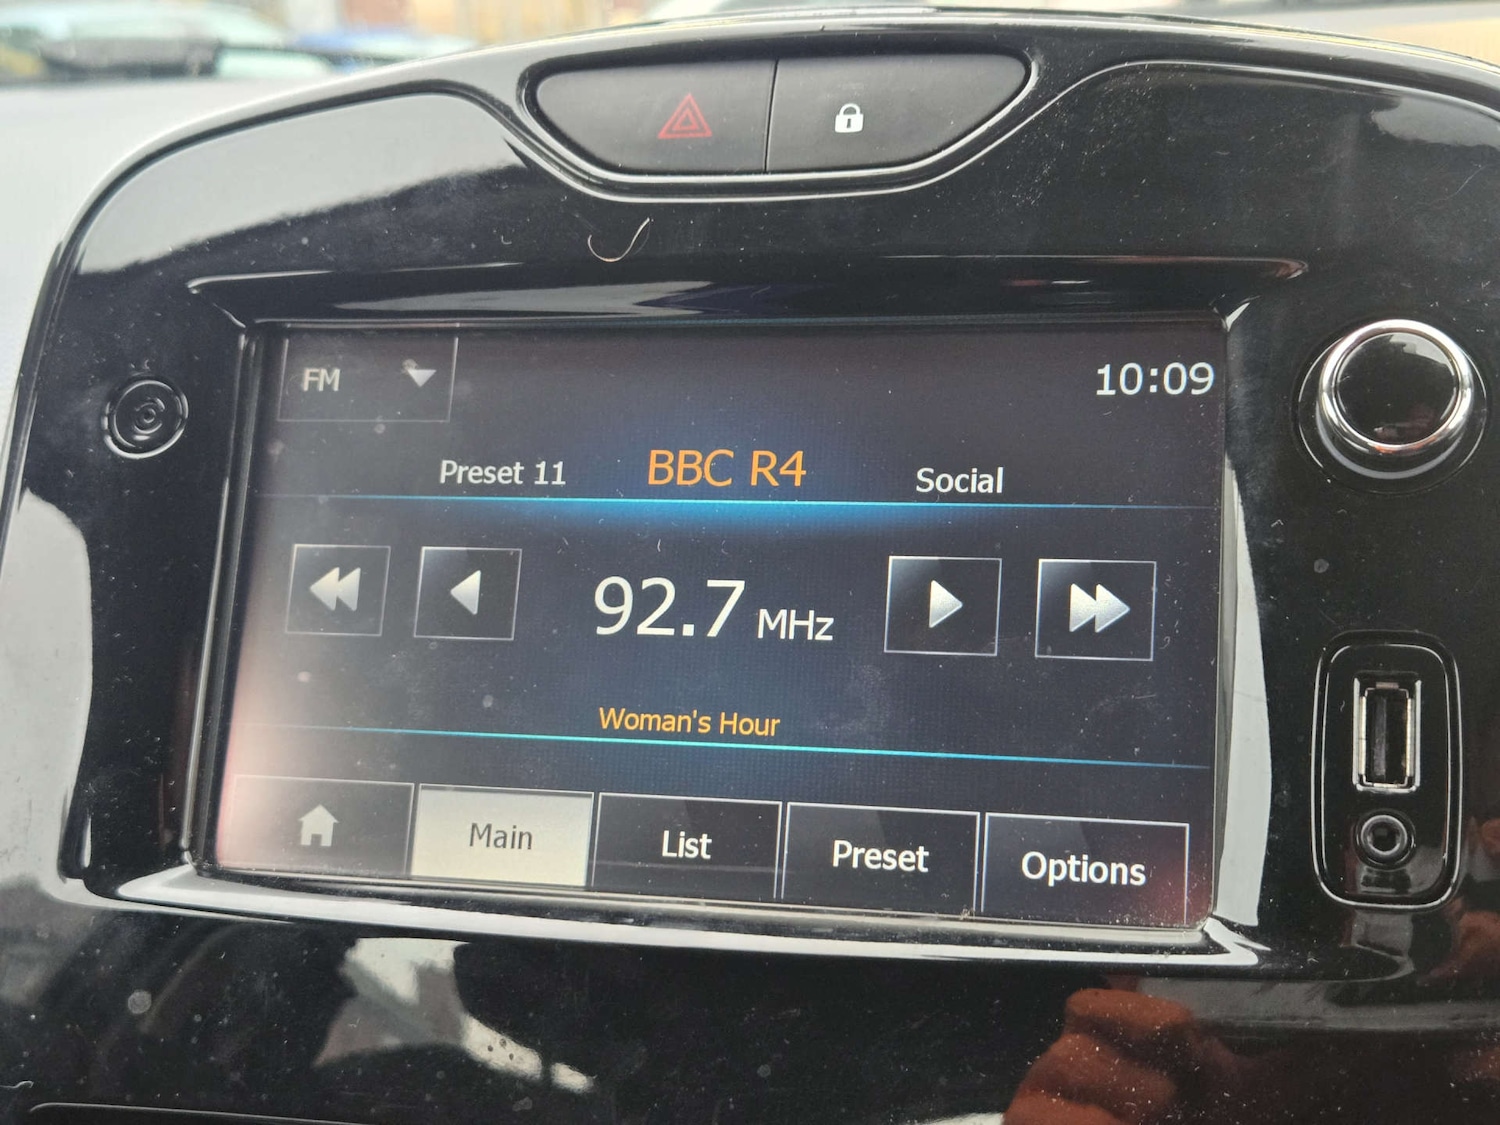 FM
10:09
Preset 11
BBC R4
Social
92.7 MHz
Woman's Hour
Main
List
Preset
Options